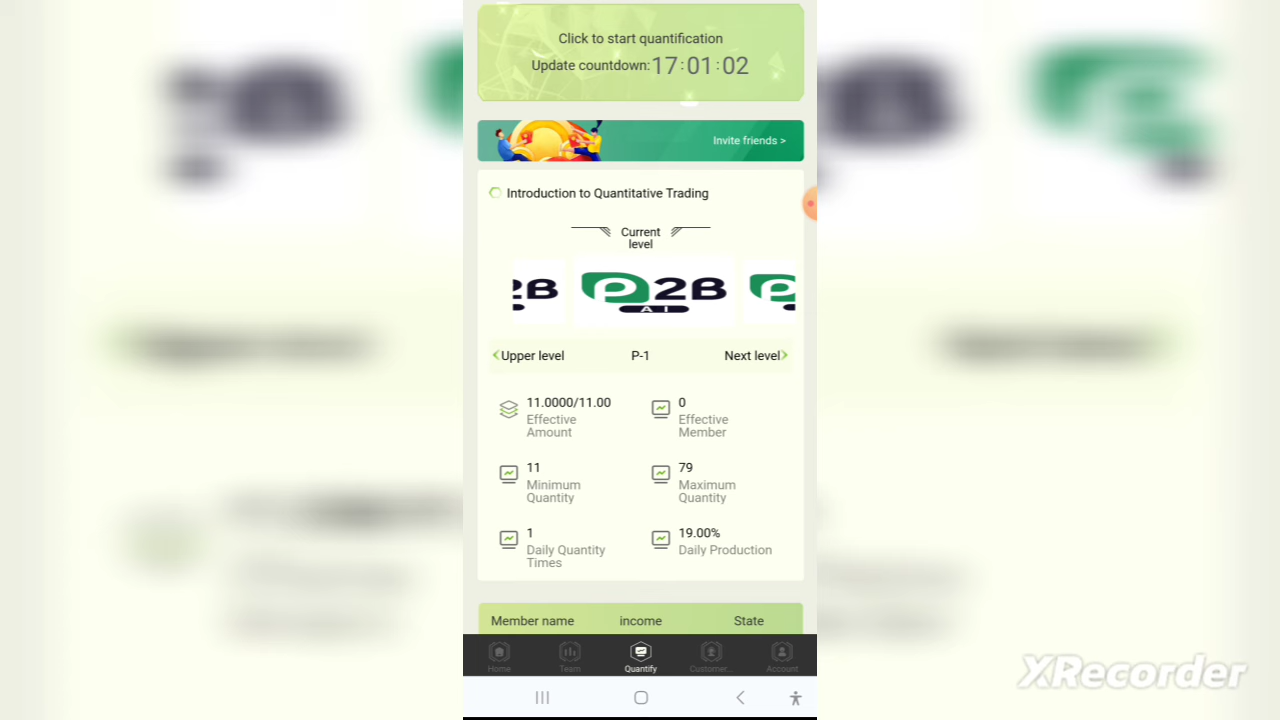 Click to start quantification
Update countdown:17:01:02
Invite friends >
Introduction to Quantitative Trading
Current
level
2B
P2B
AI
P
Upper level P-1 Next level
11.0000/11.00
Effective
Amount
0
Effective
Member
11
Minimum
Quantity
79
Maximum
Quantity
1
Daily Quantity
Times
19.00%
Daily Production
Member name income State
Home Team Quantify Customer... Account
XRecorder